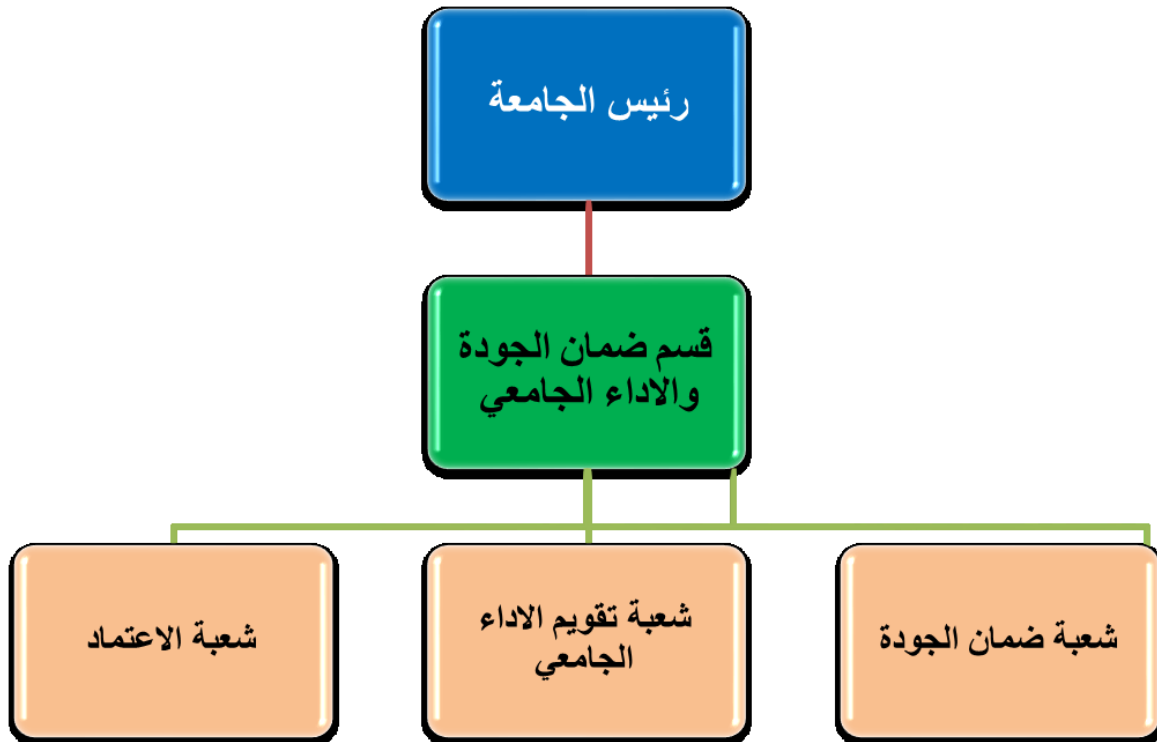 رئيس الجامعة
قسم ضمان الجودة
والاداء الجامعي
شعبة ضمان الجودة
شعبة تقويم الاداء
الجامعي
شعبة الاعتماد